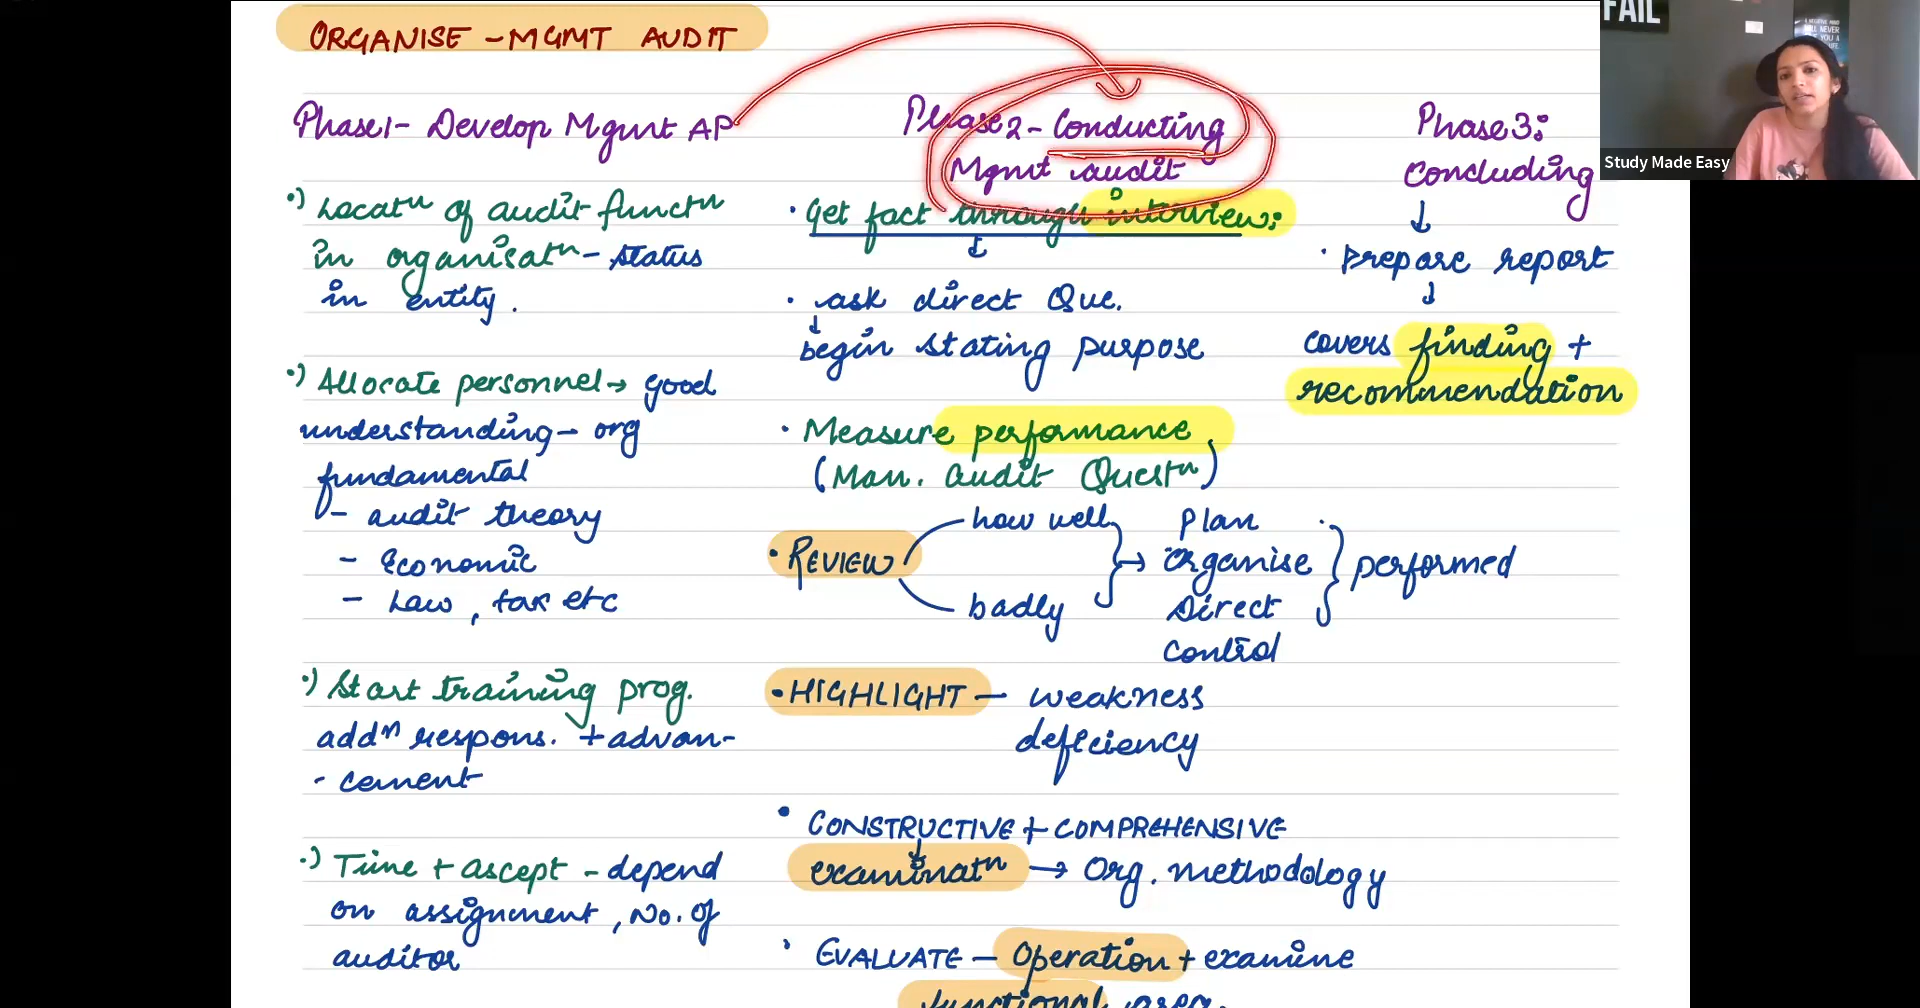 ORGANISE - MGMT AUDIT
Phase1- Develop Mgmt AP
•) Locatn of audit functn
in organisatn - status
in entity.
•) Allocate personnel → good
understanding - org
fundamental
- audit theory
- Economic
- Law, tax etc
•) Start training prog.
addn respons. + advan-
- cement
•) Time + ascept - depend
on assignment, No. of
auditor
Phase2 - Conducting
Mgmt audit
• Get fact through interview:
• ask direct Que.
begin stating purpose
• Measure performance
(Man. Audit Questn)
• REVIEW
how well
badly
→ Plan
Organise
Direct
Control
performed
• HIGHLIGHT - weakness
deficiency
• CONSTRUCTIVE + COMPREHENSIVE
examinatn → Org. methodology
• EVALUATE - Operation + examine
functional area.
Phase3:
Concluding
• Prepare report
covers finding +
recommendation
FAIL
Study Made Easy